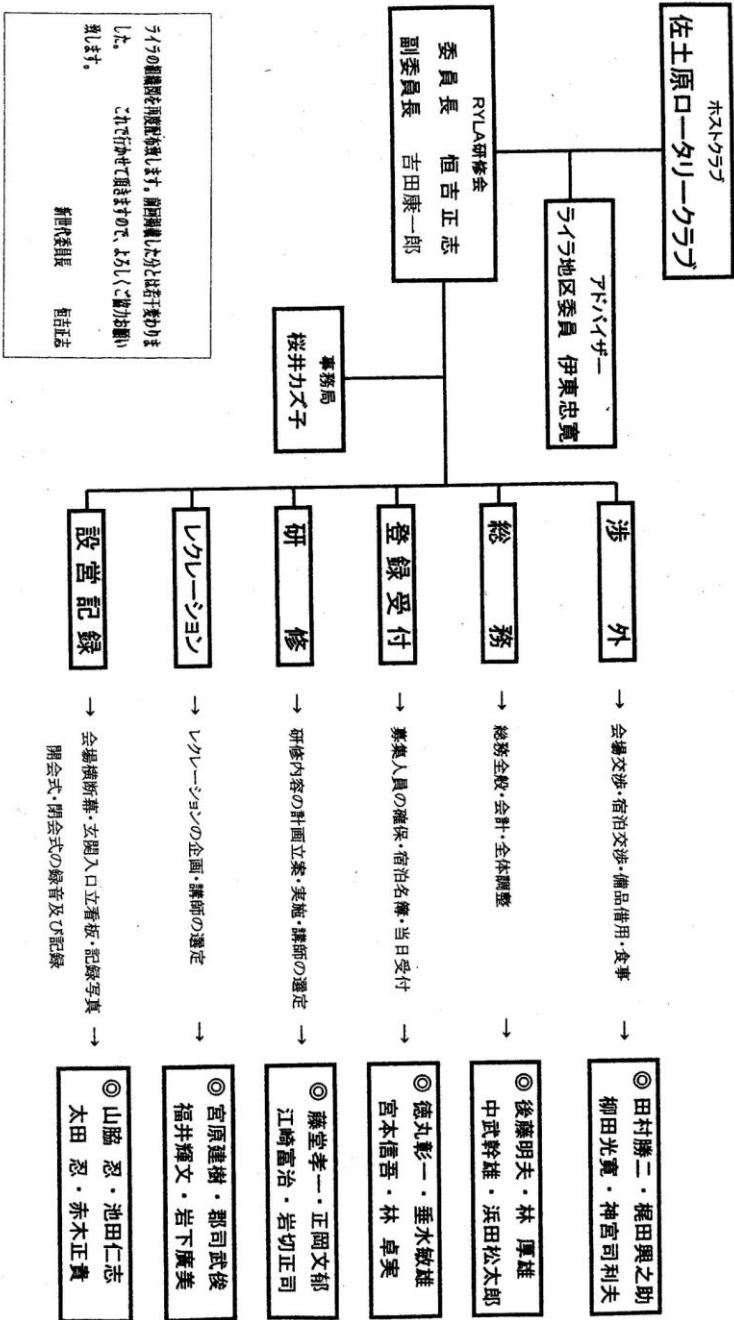 ホストクラブ
佐土原ロータリークラブ
アドバイザー
ライラ地区委員 伊東忠寛
RYLA研修会
委員長 恒吉正志
副委員長 吉田康一郎
事務局
桜井カズ子
渉外
→ 会場交渉・宿泊交渉・備品借用・食事 →
◎田村勝二・梶田興之助
柳田光寛・神宮司利夫
総務
→ 総務全般・会計・全体調整 →
◎後藤明夫・林 厚雄
中武幹雄・浜田松太郎
登録受付
→ 募集人員の確保・宿泊名簿・当日受付 →
◎徳丸彰一・垂水敏雄
宮本信吾・林 卓実
研修
→ 研修内容の計画立案・実施・講師の選定 →
◎藤堂孝一・正岡文郁
江崎富治・岩切正司
レクレーション
→ レクレーションの企画・講師の選定 →
◎宮原建樹・郡司武俊
福井輝文・岩下廣美
設営記録
→ 会場横断幕・玄関入口立看板・記録写真 →
開会式・閉会式の録音及び記録
◎山脇 忍・池田仁志
太田 忍・赤木正貴
ライラの組織図を再度配布致します。前回掲載した分とは若干変わりま
した。 これで行かせて頂きますので、よろしくご協力お願い
致します。
新世代委員長 恒吉正志